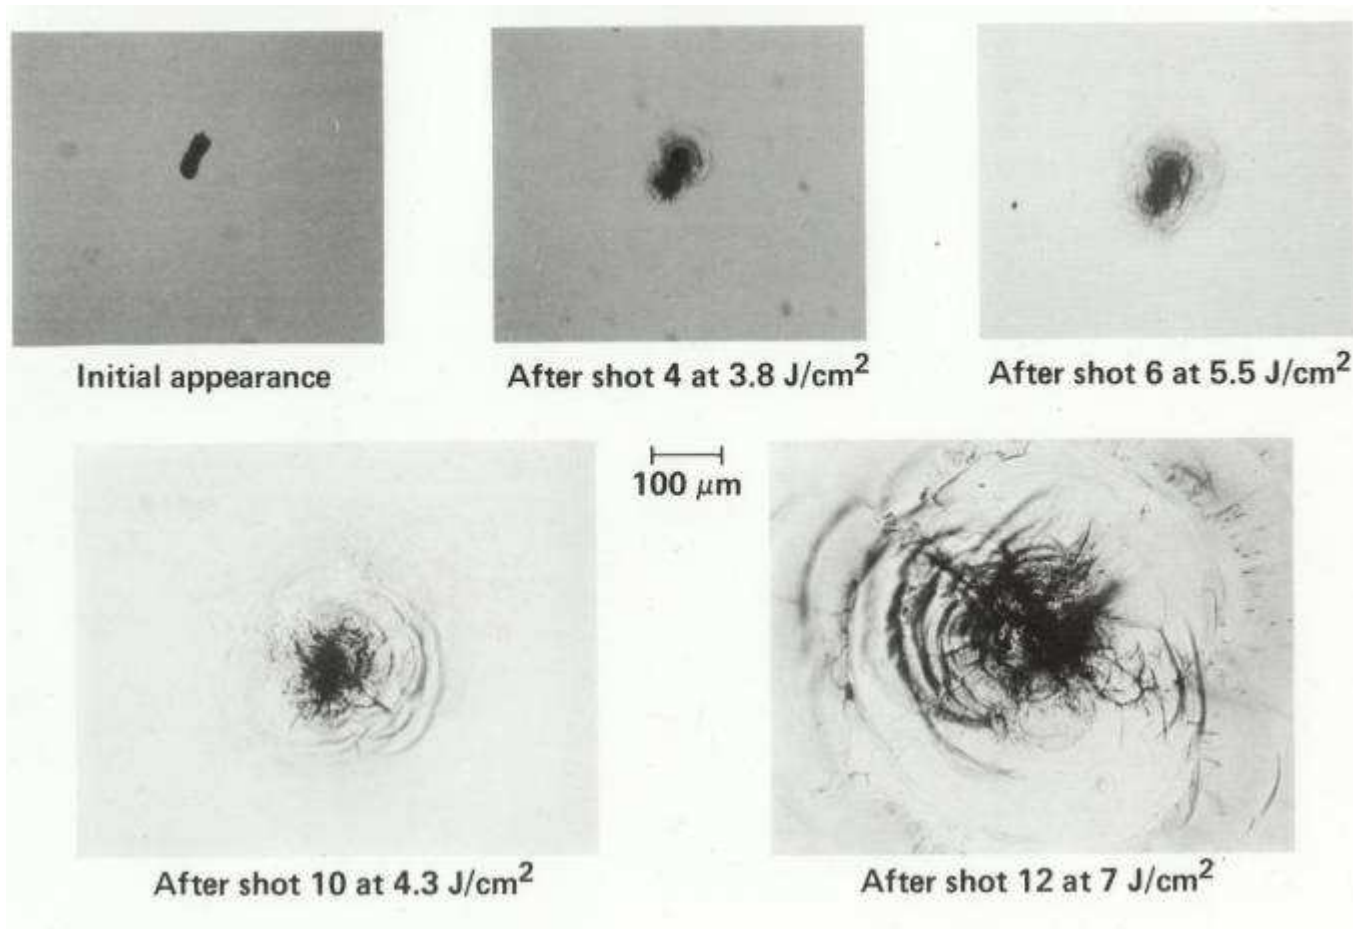 Initial appearance
After shot 4 at 3.8 J/cm²
After shot 6 at 5.5 J/cm²
100 μm
After shot 10 at 4.3 J/cm²
After shot 12 at 7 J/cm²